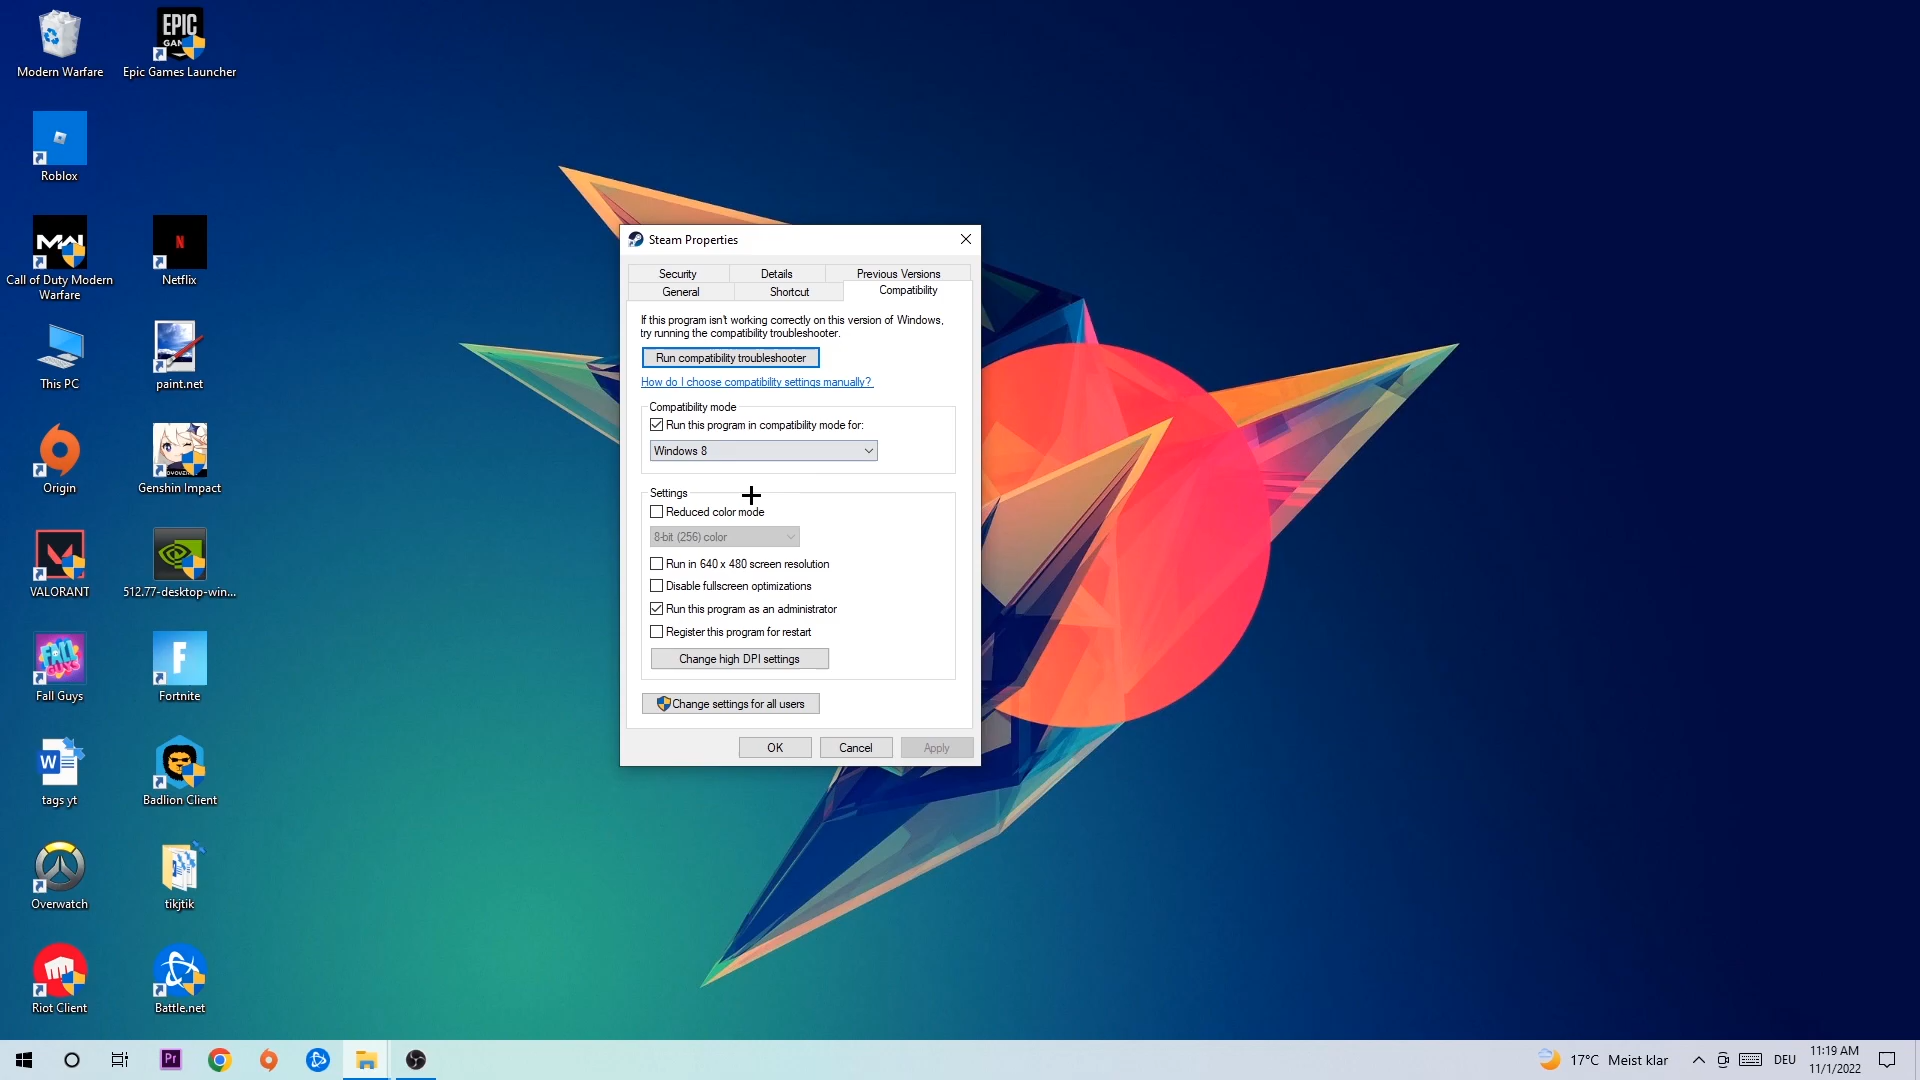 EPIC
GAMES
Modern Warfare
Epic Games Launcher
Roblox
MW
N
Call of Duty Modern
Warfare
Netflix
This PC
paint.net
Origin
Genshin Impact
VALORANT
512.77-desktop-win...
FALL
GUYS
F
Fall Guys
Fortnite
W
tags yt
Badlion Client
Overwatch
tikjtik
Riot Client
Battle.net
Steam Properties
Security
Details
Previous Versions
General
Shortcut
Compatibility
If this program isn't working correctly on this version of Windows,
try running the compatibility troubleshooter.
Run compatibility troubleshooter
How do I choose compatibility settings manually?
Compatibility mode
Run this program in compatibility mode for:
Windows 8
Settings
Reduced color mode
8-bit (256) color
Run in 640 x 480 screen resolution
Disable fullscreen optimizations
Run this program as an administrator
Register this program for restart
Change high DPI settings
Change settings for all users
OK
Cancel
Apply
Pr
17°C Meist klar
DEU
11:19 AM
11/1/2022